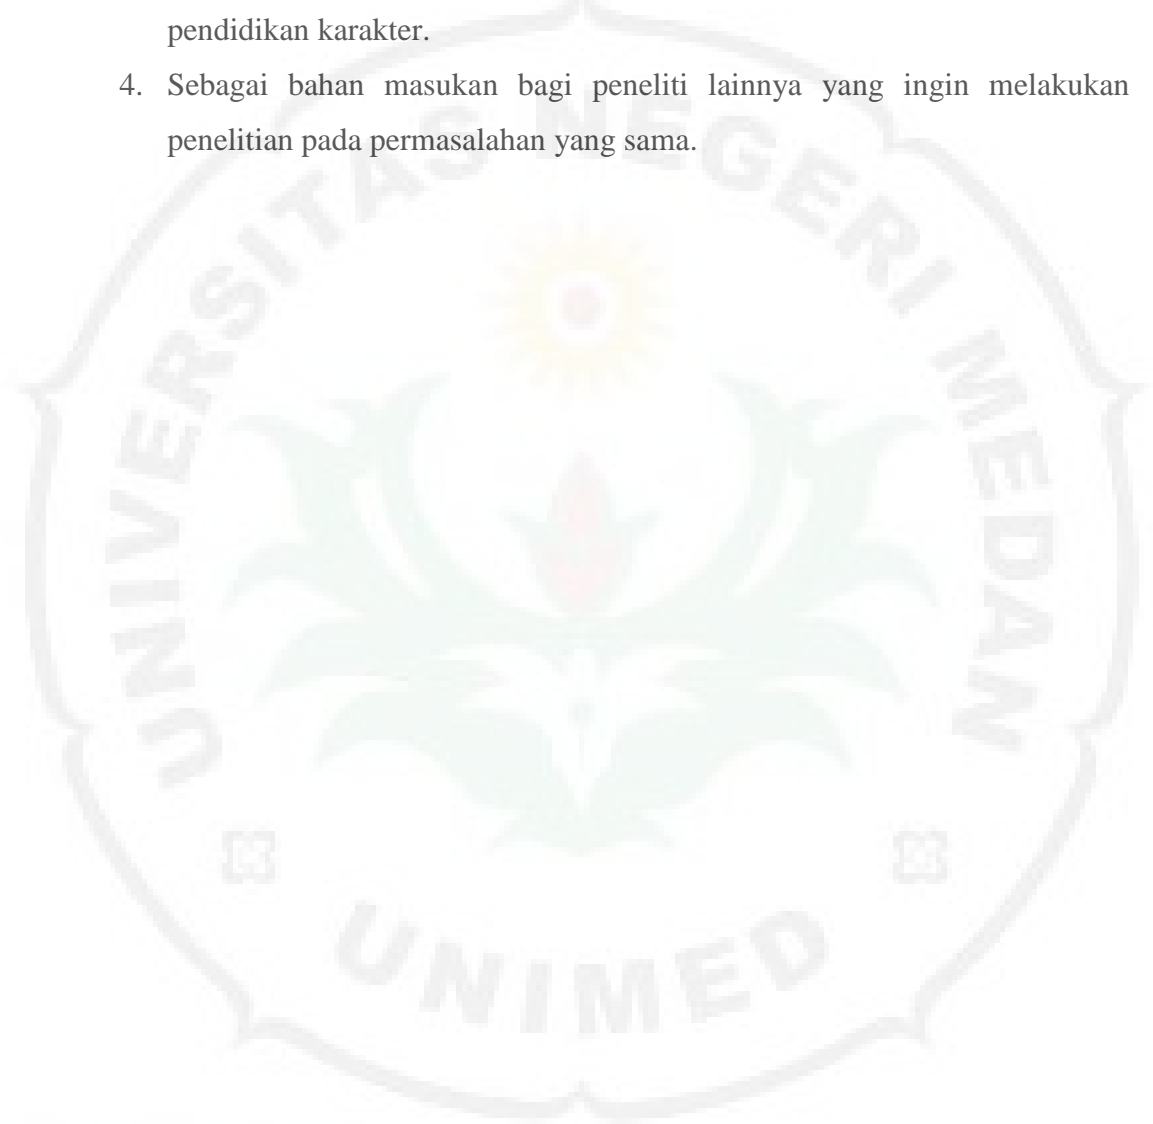 pendidikan karakter.
4. Sebagai bahan masukan bagi peneliti lainnya yang ingin melakukan
penelitian pada permasalahan yang sama.
UNIVERSITAS NEGERI MEDAN
UNIMED